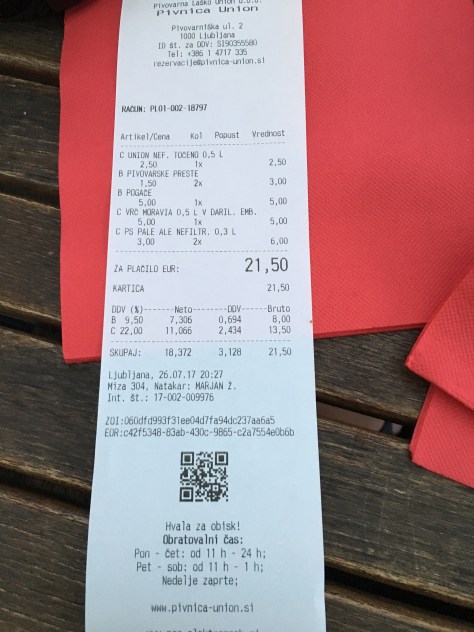 Pivovarna Laško Union d.o.o.
Pivnica Union
Pivovarniška ul. 2
1000 Ljubljana
ID št. za DDV: SI90355580
Tel: +386 1 4717 335
rezervacije@pivnica-union.si
RAČUN: PL01-002-18797
Artikel/Cena Kol Popust Vrednost
C UNION NEF. TOČENO 0,5 L
2,50 1x 2,50
B PIVOVARSKE PRESTE
1,50 2x 3,00
B POGAČE
5,00 1x 5,00
C VRČ MORAVIA 0,5 L V DARIL. EMB.
5,00 1x 5,00
C PS PALE ALE NEFILTR. 0,3 L
3,00 2x 6,00
ZA PLAČILO EUR: 21,50
KARTICA 21,50
DDV (%)------Neto------DDV------Bruto
B 9,50 7,306 0,694 8,00
C 22,00 11,066 2,434 13,50
SKUPAJ: 18,372 3,128 21,50
Ljubljana, 26.07.17 20:27
Miza 304, Natakar: MARJAN Ž.
Int. št.: 17-002-009976
ZOI:060dfd993f31ee04d7fa94dc237aa6a5
EOR:c42f5348-83ab-430c-9865-c2a7554e0b6b
Hvala za obisk!
Obratovalni čas:
Pon - čet: od 11 h - 24 h;
Pet - sob: od 11 h - 1 h;
Nedelje zaprte;
www.pivnica-union.si